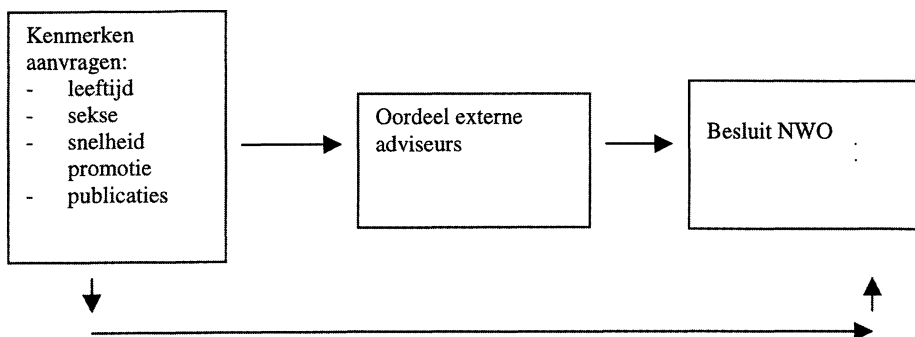 Kenmerken
aanvragen:
- leeftijd
- sekse
- snelheid
promotie
- publicaties
Oordeel externe
adviseurs
Besluit NWO